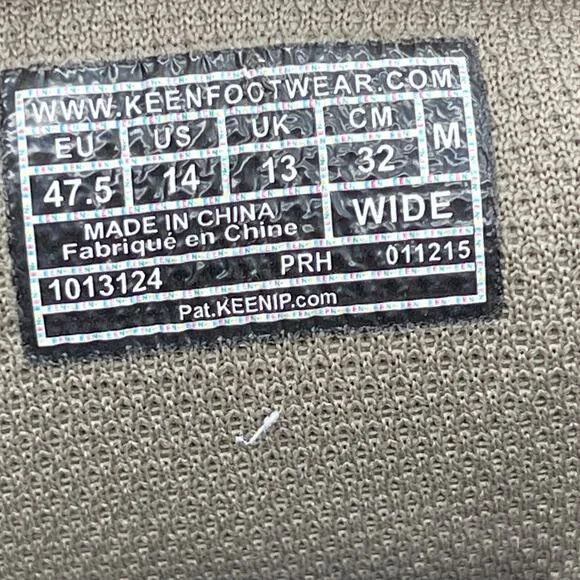 WWW.KEENFOOTWEAR.COM
EU US UK CM M
47.5 14 13 32
MADE IN CHINA WIDE
Fabriqué en Chine
1013124 PRH 011215
Pat.KEENIP.com